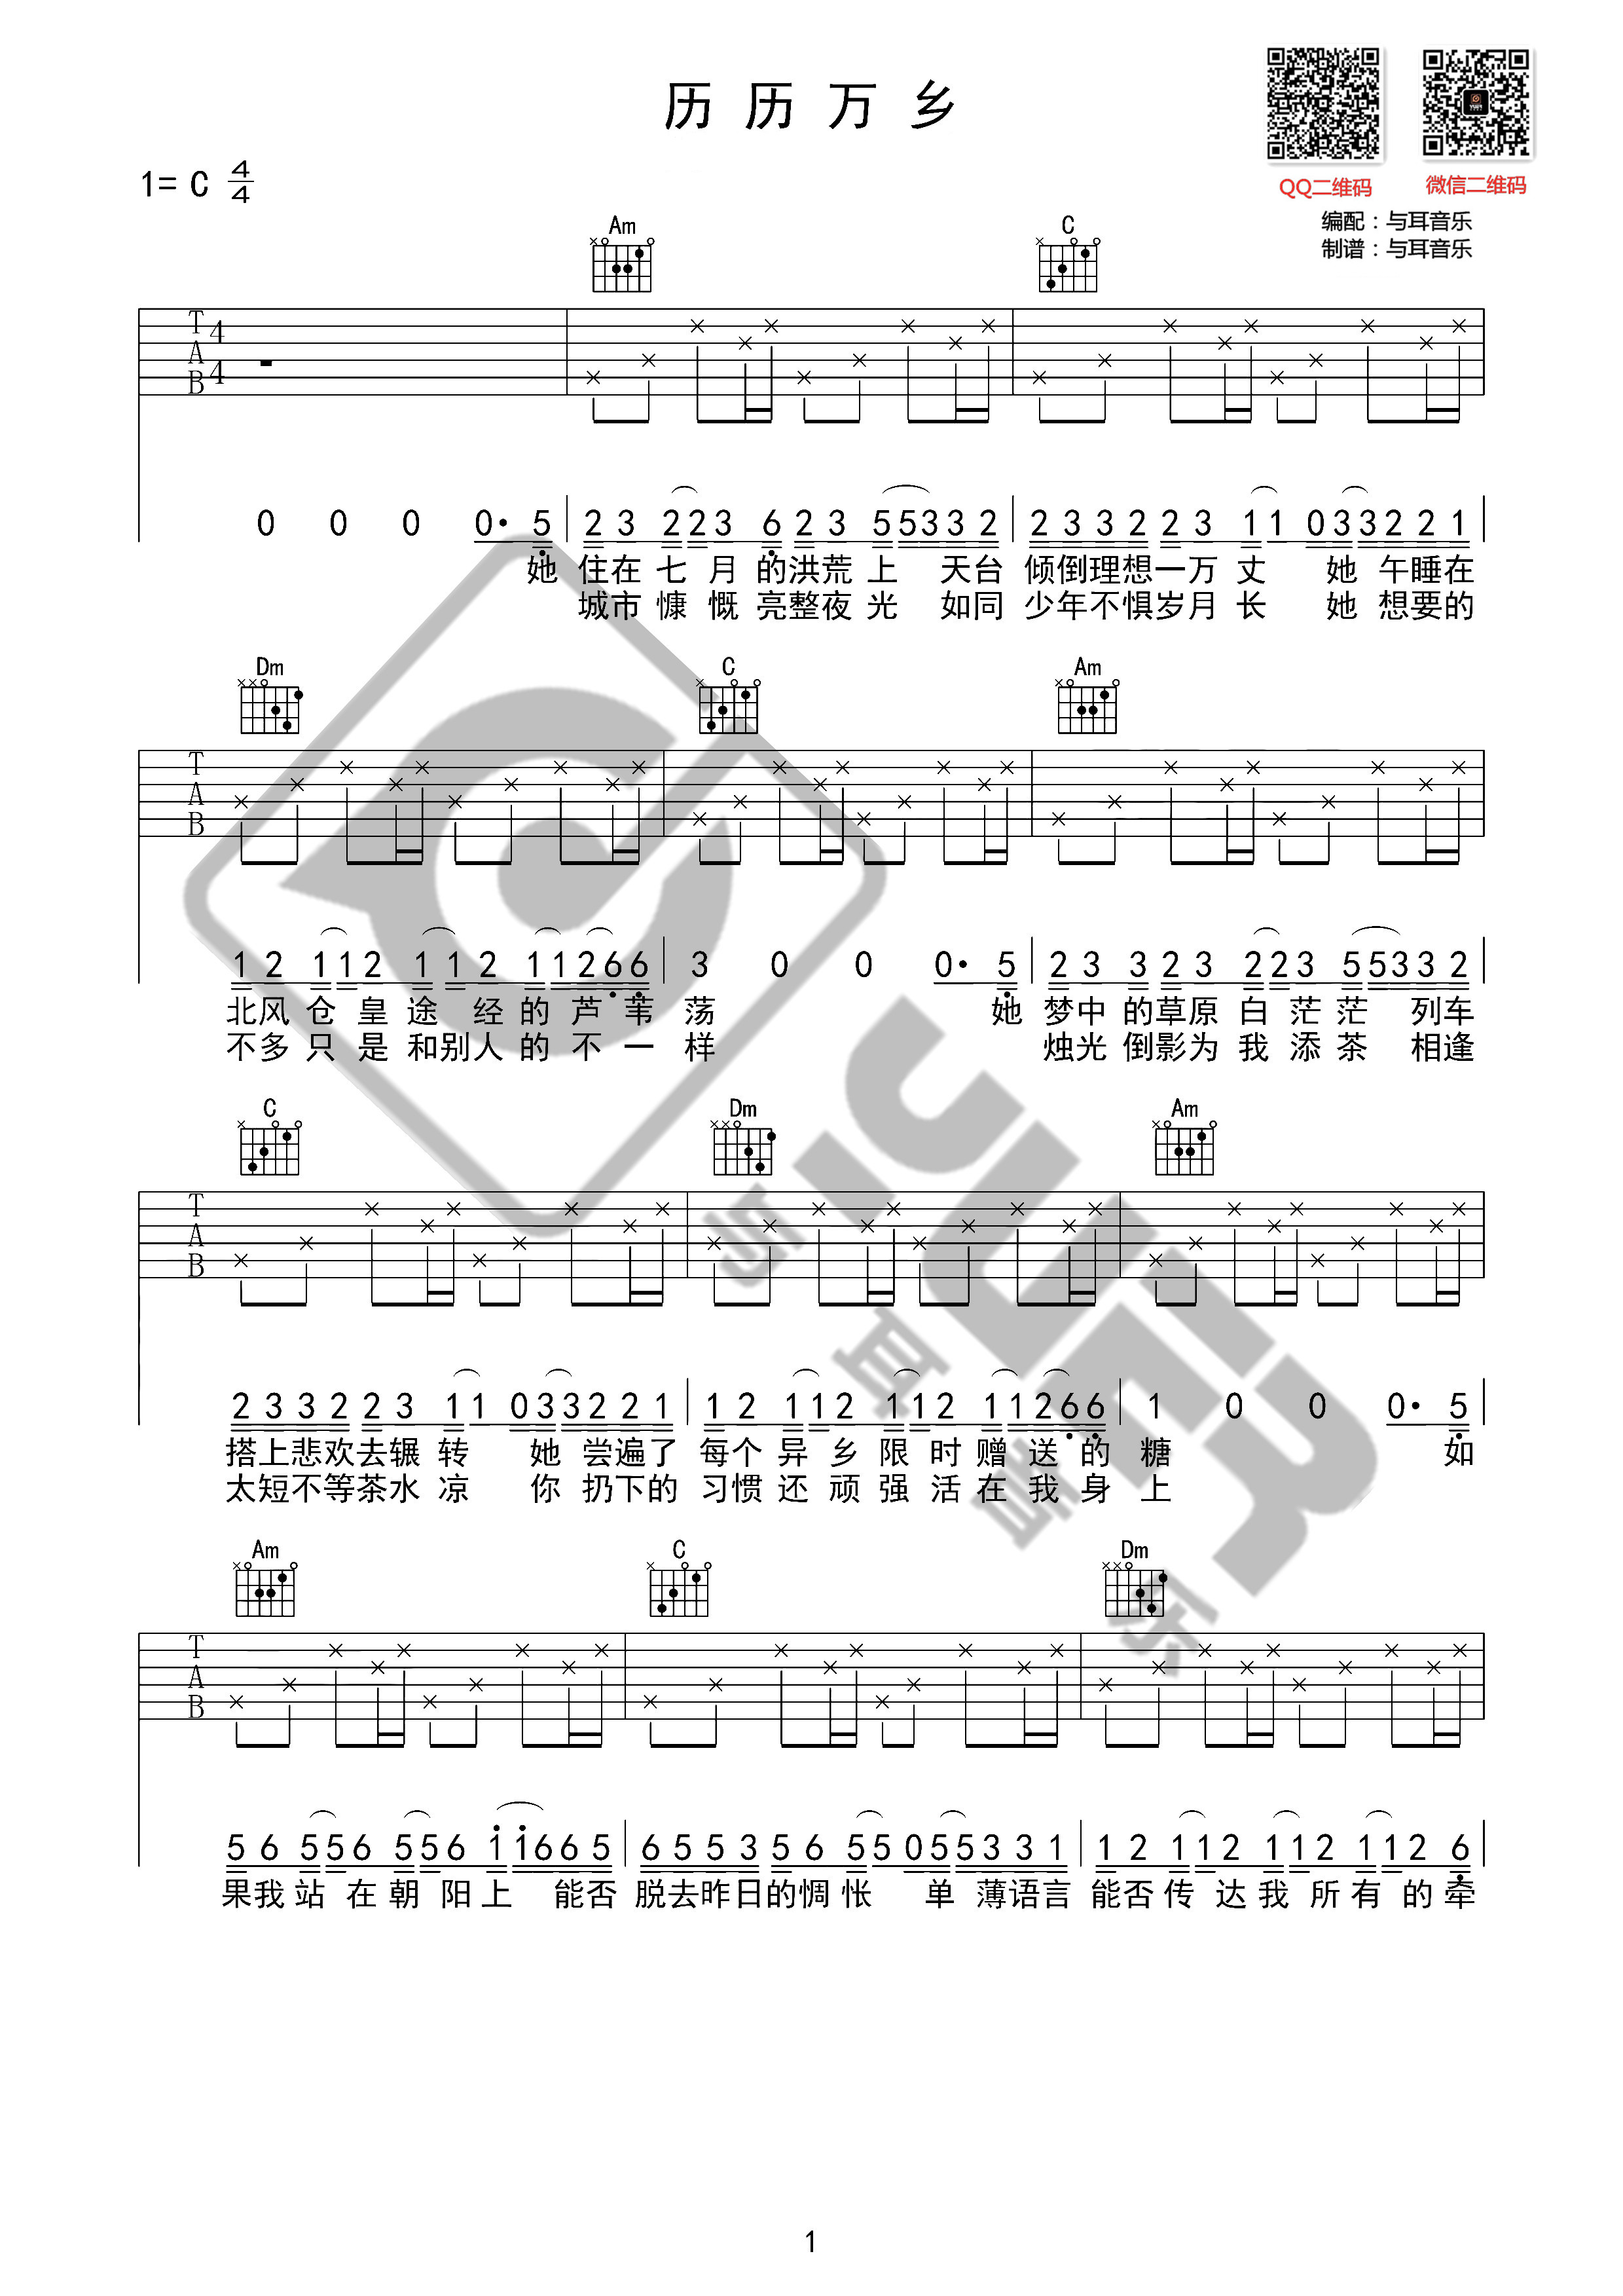 历历万乡
1= C 4/4
QQ二维码 微信二维码
编配：与耳音乐
制谱：与耳音乐
Am C
T A B 4 4
0 0 0 0· 5 2 3 2 2 3 6 2 3 5 5 3 3 2 2 3 3 2 2 3 1 1 0 3 3 2 2 1
她 住在七月的洪荒上 天台 倾倒理想一万丈 她午睡在
城市慷慨亮整夜光 如同 少年不惧岁月长 她想要的
Dm C Am
T A B
1 2 1 1 2 1 1 2 1 1 2 6 6 3 0 0 0· 5 2 3 3 2 3 2 2 3 5 5 3 3 2
北风仓皇途经的芦苇荡 她 梦中的草原白茫茫 列车
不多只是和别人的不一样 烛光倒影为我添茶 相逢
C Dm Am
T A B
2 3 3 2 2 3 1 1 0 3 3 2 2 1 1 2 1 1 2 1 1 2 1 1 2 6 6 1 0 0 0· 5
搭上悲欢去辗转 她尝遍了 每个异乡限时赠送的糖 如
太短不等茶水凉 你扔下的 习惯还顽强活在我身上
Am C Dm
T A B
5 6 5 5 6 5 5 6 1 1 6 6 5 6 5 5 3 5 6 5 5 0 5 5 3 3 1 1 2 1 1 2 1 1 2 1 1 2 6
果我站在朝阳上 能否 脱去昨日的惆怅 单薄语言 能否传达我所有的牵
YUER
与耳音乐
1